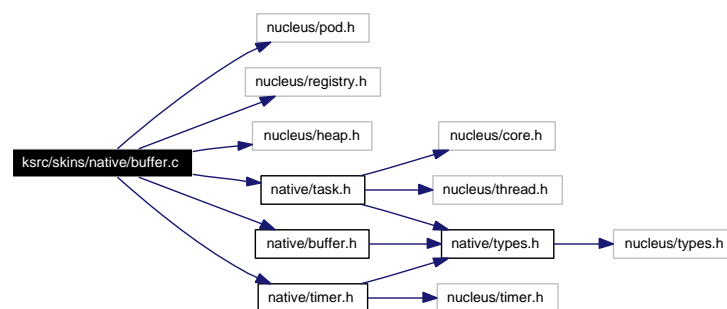 nucleus/pod.h
nucleus/registry.h
nucleus/heap.h
nucleus/core.h
ksrc/skins/native/buffer.c
native/task.h
nucleus/thread.h
native/buffer.h
native/types.h
nucleus/types.h
native/timer.h
nucleus/timer.h